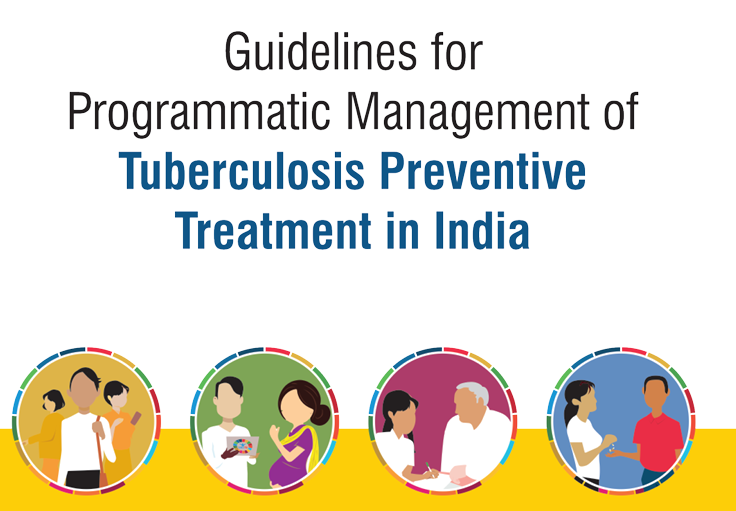 Guidelines for
Programmatic Management of
Tuberculosis Preventive
Treatment in India